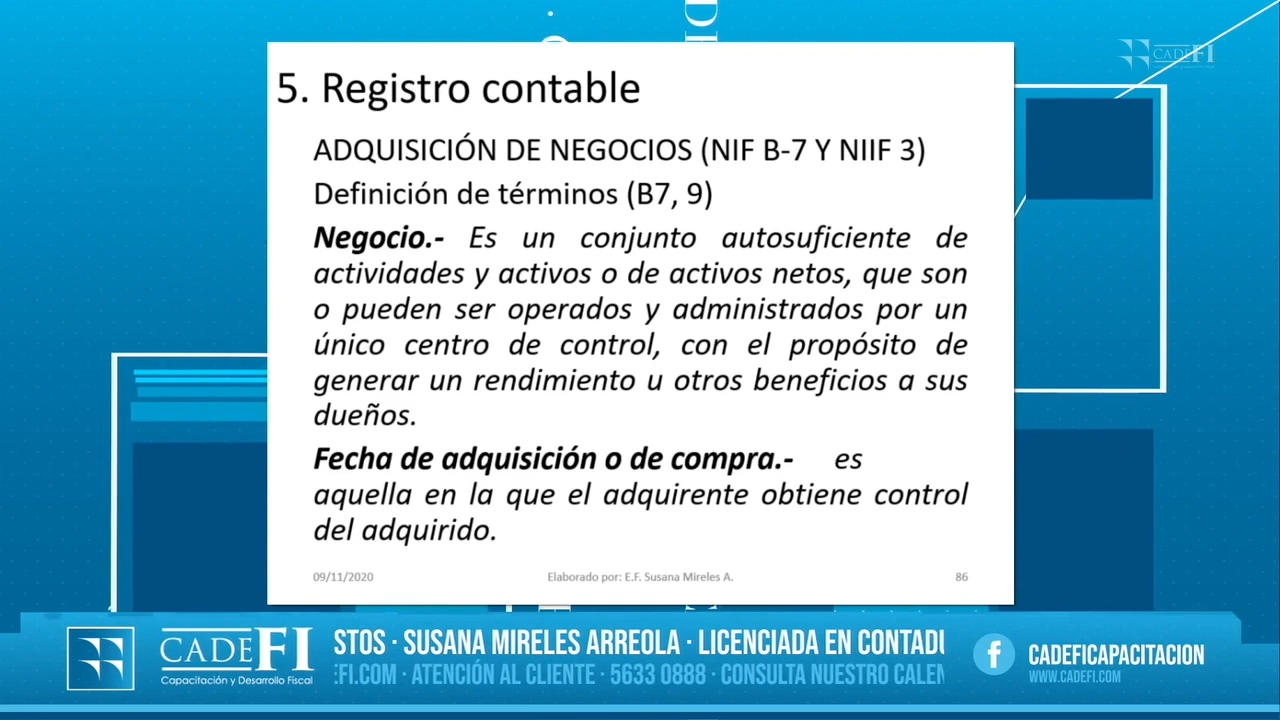 CADEFI
5. Registro contable
ADQUISICIÓN DE NEGOCIOS (NIF B-7 Y NIIF 3)
Definición de términos (B7, 9)
Negocio.- Es un conjunto autosuficiente de
actividades y activos o de activos netos, que son
o pueden ser operados y administrados por un
único centro de control, con el propósito de
generar un rendimiento u otros beneficios a sus
dueños.
Fecha de adquisición o de compra.- es
aquella en la que el adquirente obtiene control
del adquirido.
09/11/2020 Elaborado por: E.F. Susana Mireles A. 86
CADEFI
Capacitación y Desarrollo Fiscal
STOS · SUSANA MIRELES ARREOLA · LICENCIADA EN CONTADU
EFI.COM · ATENCIÓN AL CLIENTE · 5633 0888 · CONSULTA NUESTRO CALEN
f
CADEFICAPACITACION
WWW.CADEFI.COM